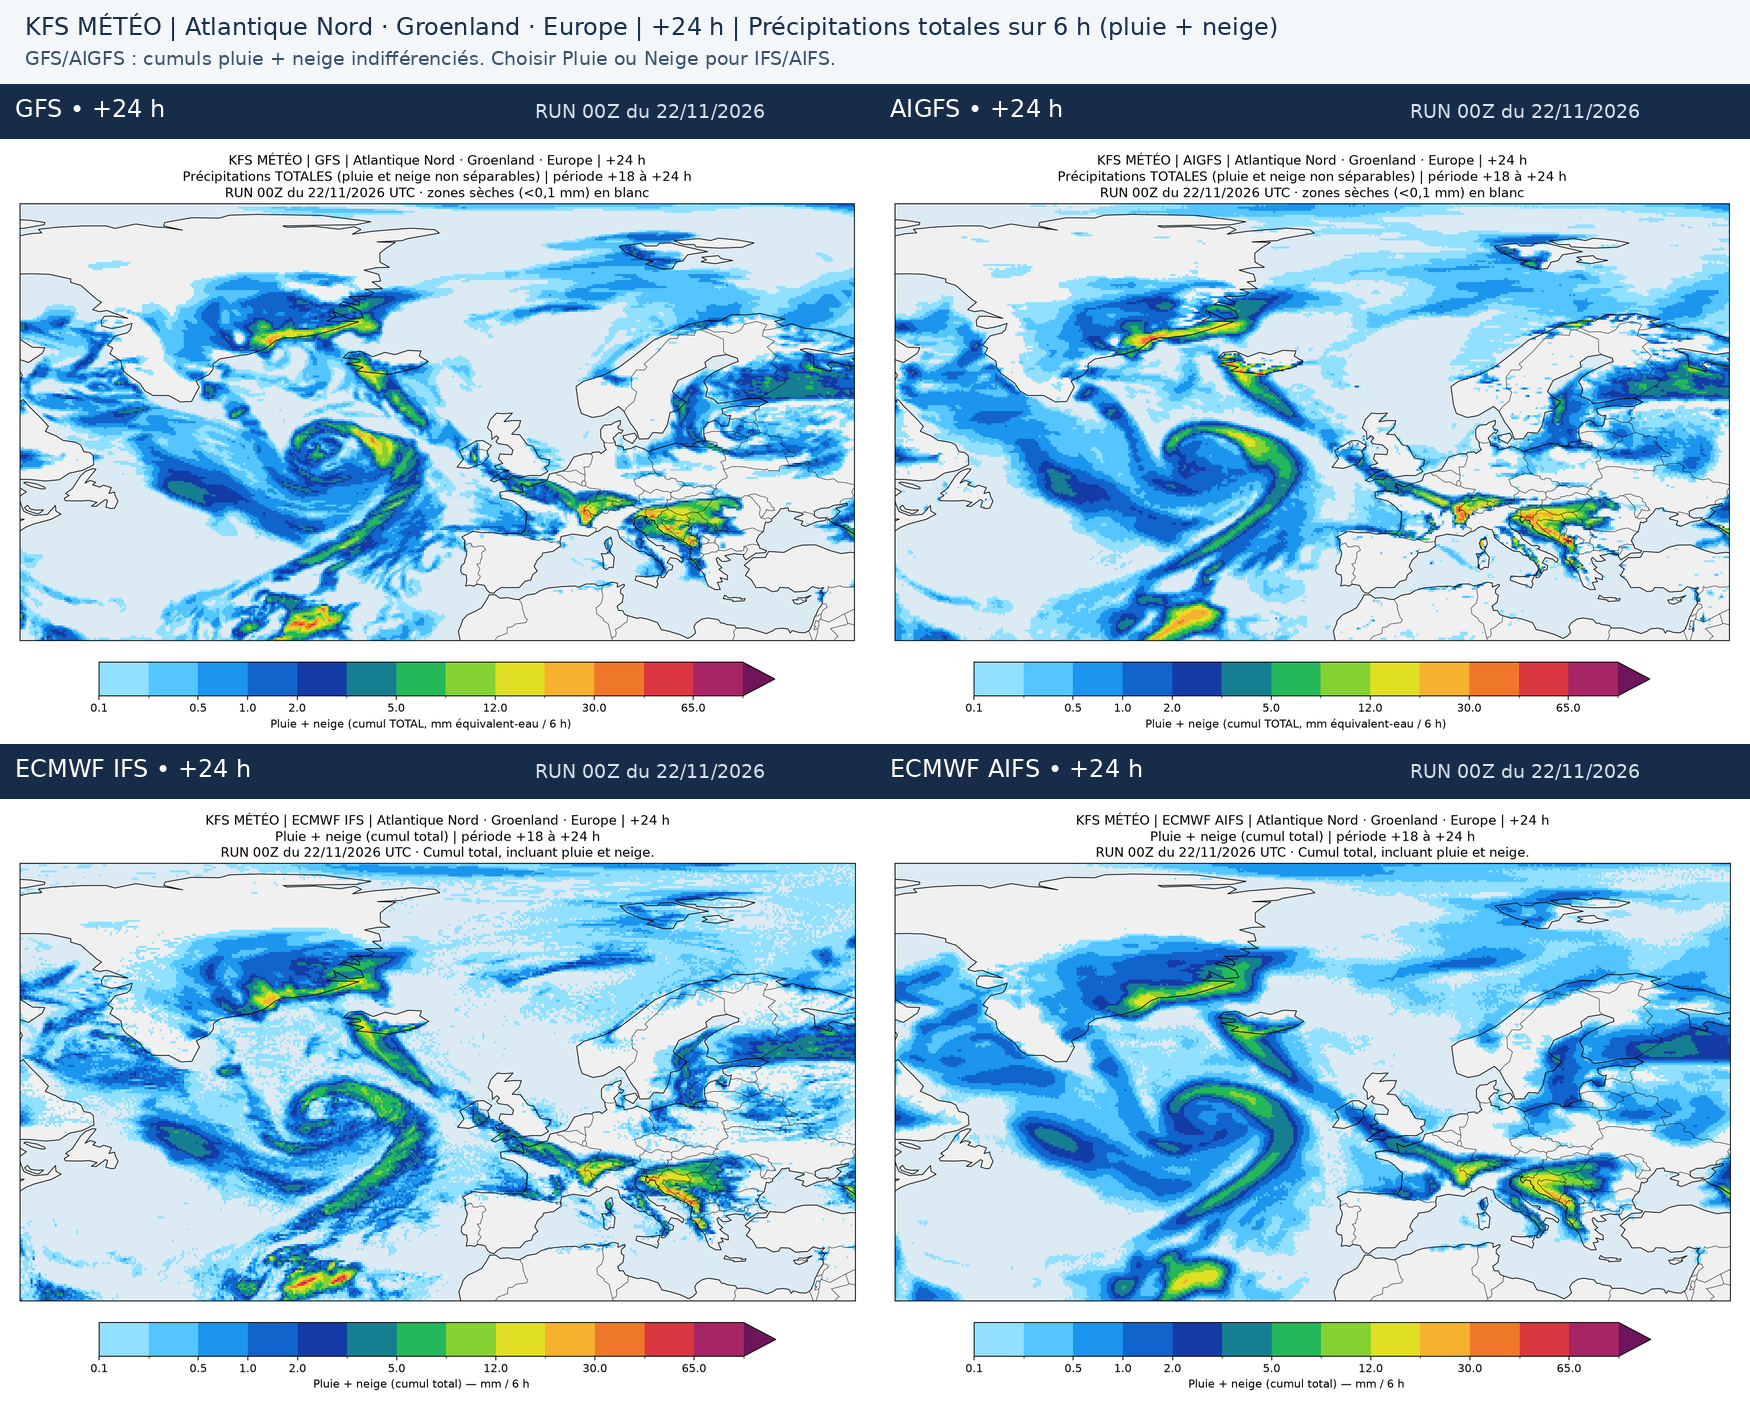 KFS MÉTÉO | Atlantique Nord · Groenland · Europe | +24 h | Précipitations totales sur 6 h (pluie + neige)
GFS/AIGFS : cumuls pluie + neige indifférenciés. Choisir Pluie ou Neige pour IFS/AIFS.
GFS • +24 h RUN 00Z du 22/11/2026
KFS MÉTÉO | GFS | Atlantique Nord · Groenland · Europe | +24 h
Précipitations TOTALES (pluie et neige non séparables) | période +18 à +24 h
RUN 00Z du 22/11/2026 UTC · zones sèches (<0,1 mm) en blanc
0.1 0.5 1.0 2.0 5.0 12.0 30.0 65.0
Pluie + neige (cumul TOTAL, mm équivalent-eau / 6 h)
AIGFS • +24 h RUN 00Z du 22/11/2026
KFS MÉTÉO | AIGFS | Atlantique Nord · Groenland · Europe | +24 h
Précipitations TOTALES (pluie et neige non séparables) | période +18 à +24 h
RUN 00Z du 22/11/2026 UTC · zones sèches (<0,1 mm) en blanc
0.1 0.5 1.0 2.0 5.0 12.0 30.0 65.0
Pluie + neige (cumul TOTAL, mm équivalent-eau / 6 h)
ECMWF IFS • +24 h RUN 00Z du 22/11/2026
KFS MÉTÉO | ECMWF IFS | Atlantique Nord · Groenland · Europe | +24 h
Pluie + neige (cumul total) | période +18 à +24 h
RUN 00Z du 22/11/2026 UTC · Cumul total, incluant pluie et neige.
0.1 0.5 1.0 2.0 5.0 12.0 30.0 65.0
Pluie + neige (cumul total) — mm / 6 h
ECMWF AIFS • +24 h RUN 00Z du 22/11/2026
KFS MÉTÉO | ECMWF AIFS | Atlantique Nord · Groenland · Europe | +24 h
Pluie + neige (cumul total) | période +18 à +24 h
RUN 00Z du 22/11/2026 UTC · Cumul total, incluant pluie et neige.
0.1 0.5 1.0 2.0 5.0 12.0 30.0 65.0
Pluie + neige (cumul total) — mm / 6 h